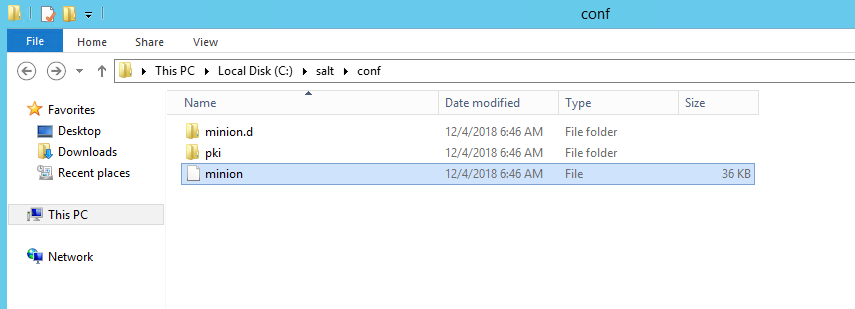 conf
File Home Share View
This PC Local Disk (C:) salt conf
Favorites
Desktop
Downloads
Recent places
This PC
Network
Name Date modified Type Size
minion.d 12/4/2018 6:46 AM File folder
pki 12/4/2018 6:46 AM File folder
minion 12/4/2018 6:46 AM File 36 KB